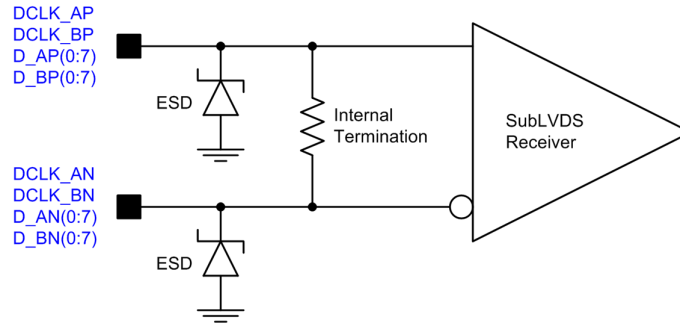 DCLK_AP
DCLK_BP
D_AP(0:7)
D_BP(0:7)
ESD
Internal
Termination
SubLVDS
Receiver
DCLK_AN
DCLK_BN
D_AN(0:7)
D_BN(0:7)
ESD